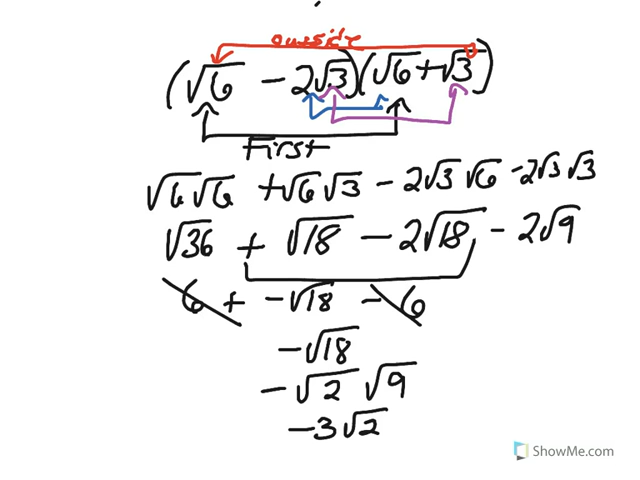 outside
(√6 - 2√3)(√6 + √3)
First
√6√6 + √6√3 - 2√3√6 - 2√3√3
√36 + √18 - 2√18 - 2√9
6 + -√18 - 6
-√18
-√2 √9
-3√2
ShowMe.com